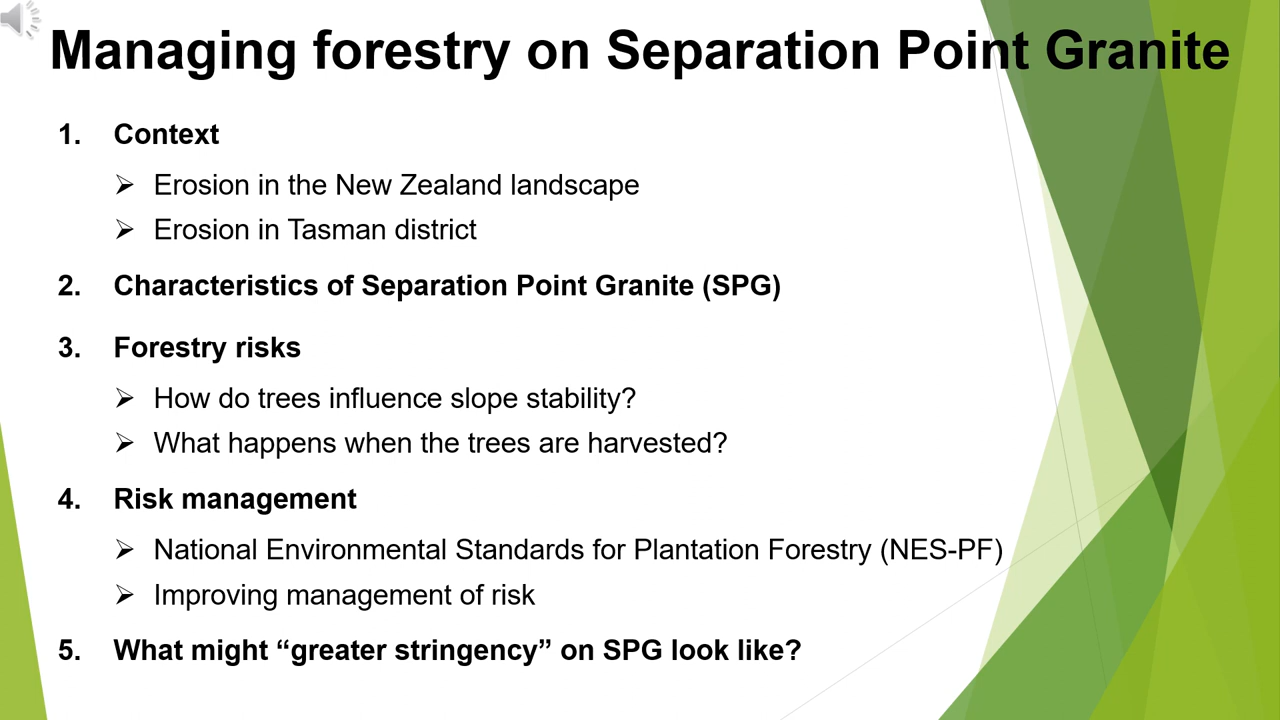 Managing forestry on Separation Point Granite
1. Context
➢ Erosion in the New Zealand landscape
➢ Erosion in Tasman district
2. Characteristics of Separation Point Granite (SPG)
3. Forestry risks
➢ How do trees influence slope stability?
➢ What happens when the trees are harvested?
4. Risk management
➢ National Environmental Standards for Plantation Forestry (NES-PF)
➢ Improving management of risk
5. What might “greater stringency” on SPG look like?